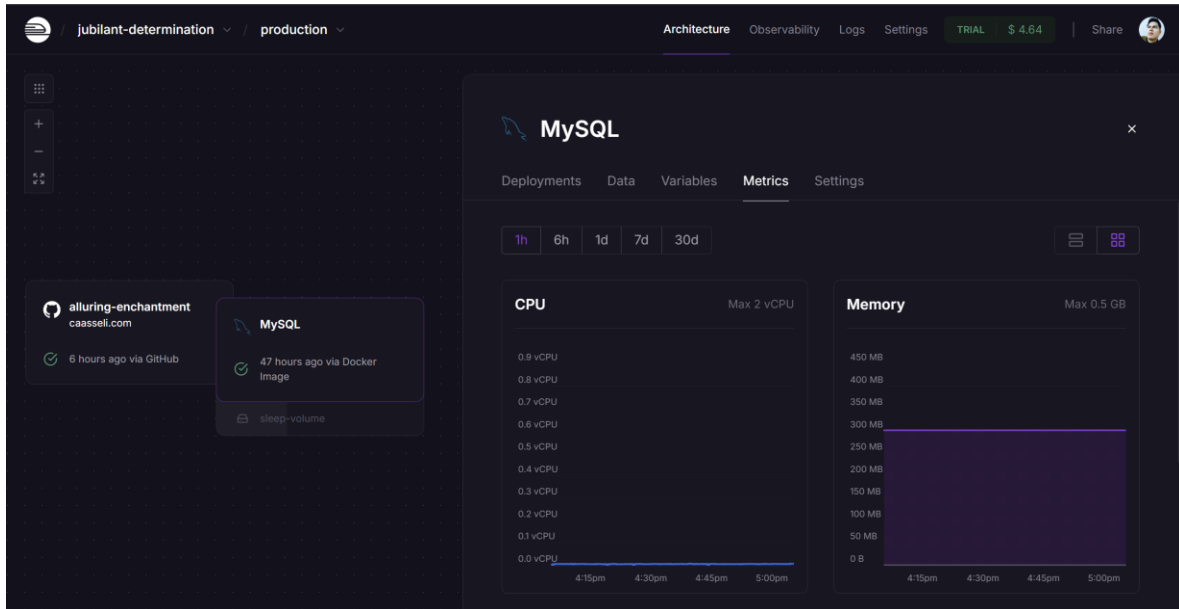 / jubilant-determination / production
Architecture Observability Logs Settings TRIAL $ 4.64 Share
MySQL
Deployments Data Variables Metrics Settings
1h 6h 1d 7d 30d
alluring-enchantment
caasseli.com
6 hours ago via GitHub
MySQL
47 hours ago via Docker
Image
sleep-volume
CPU Max 2 vCPU
0.9 vCPU
0.8 vCPU
0.7 vCPU
0.6 vCPU
0.5 vCPU
0.4 vCPU
0.3 vCPU
0.2 vCPU
0.1 vCPU
0.0 vCPU
4:15pm 4:30pm 4:45pm 5:00pm
Memory Max 0.5 GB
450 MB
400 MB
350 MB
300 MB
250 MB
200 MB
150 MB
100 MB
50 MB
0 B
4:15pm 4:30pm 4:45pm 5:00pm